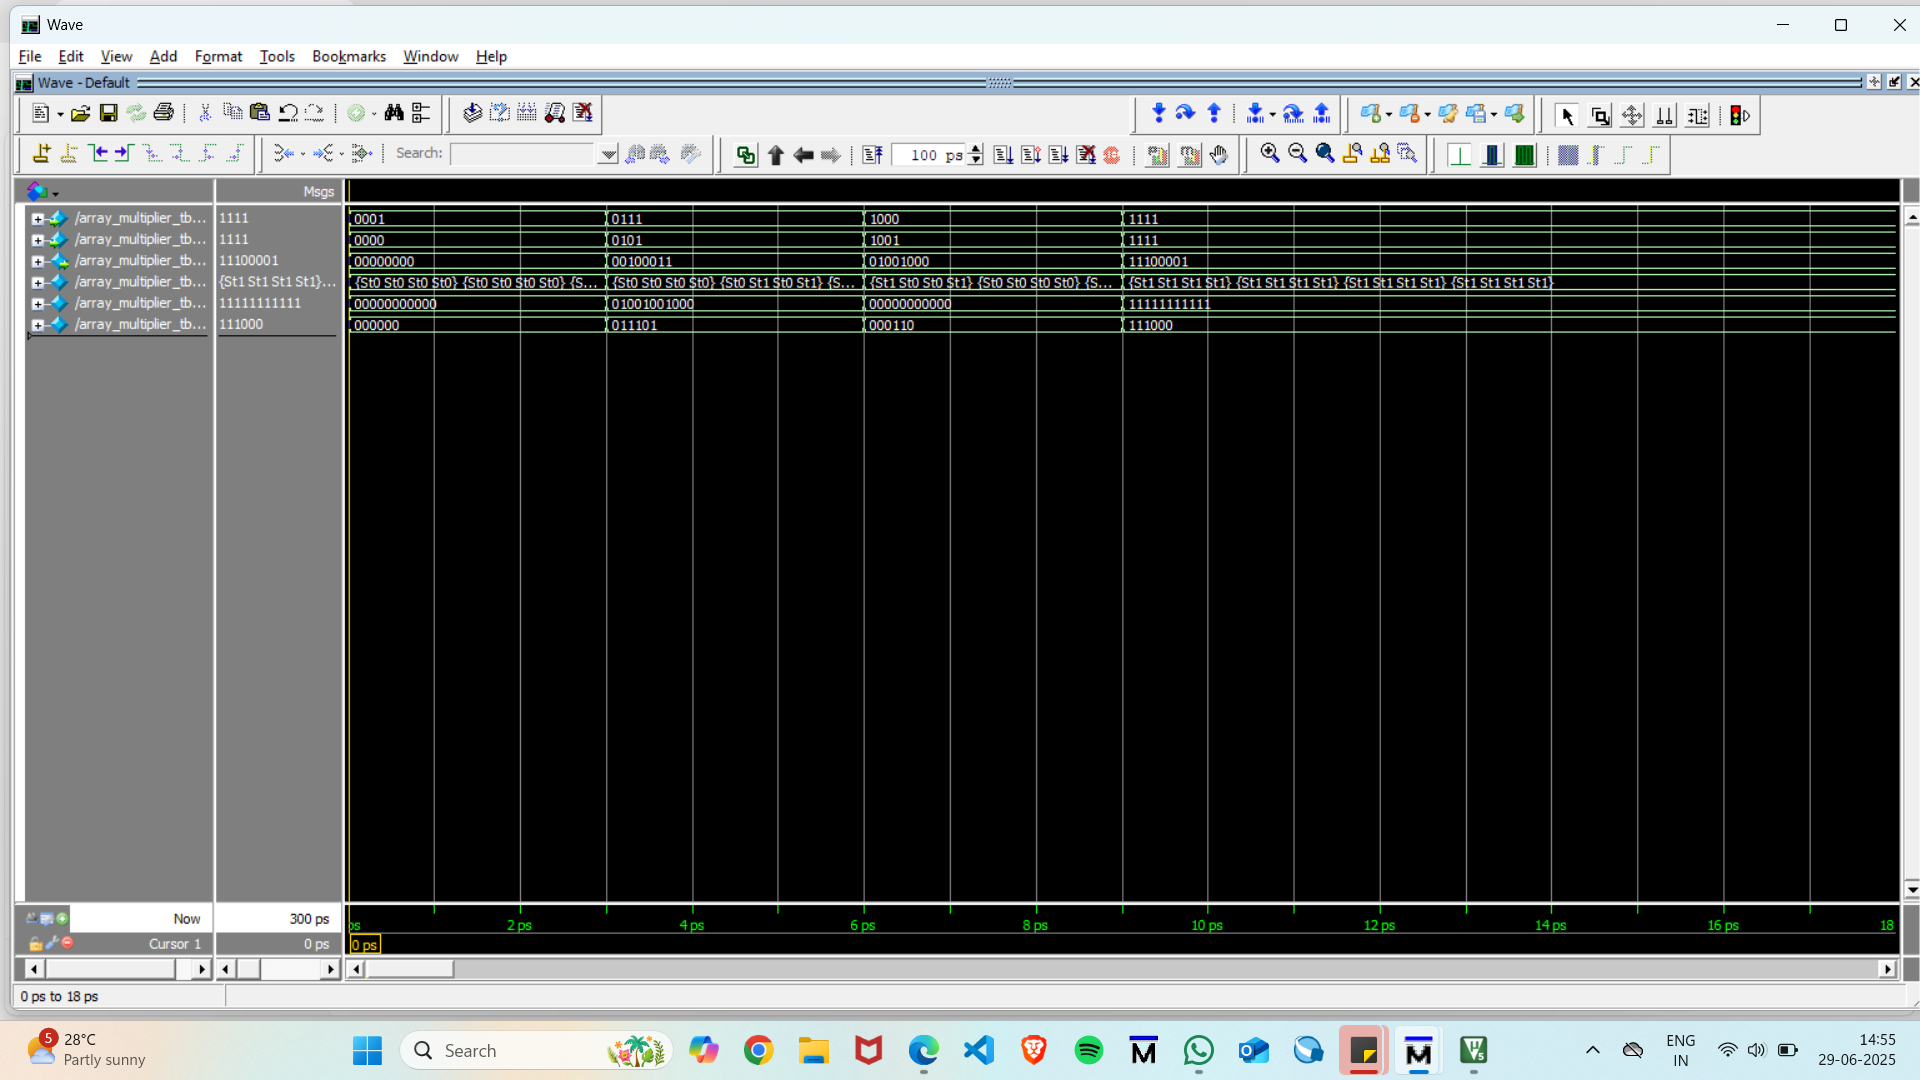 Wave
File Edit View Add Format Tools Bookmarks Window Help
Wave - Default
Search:
100 ps
Msgs
/array_multiplier_tb... 1111 0001 0111 1000 1111
/array_multiplier_tb... 1111 0000 0101 1001 1111
/array_multiplier_tb... 11100001 00000000 00100011 01001000 11100001
/array_multiplier_tb... {St1 St1 St1 St1}... {St0 St0 St0 St0} {St0 St0 St0 St0} {S... {St0 St0 St0 St0} {St0 St1 St0 St1} {S... {St1 St0 St0 St1} {St0 St0 St0 St0} {S... {St1 St1 St1 St1} {St1 St1 St1 St1} {St1 St1 St1 St1} {St1 St1 St1 St1}
/array_multiplier_tb... 11111111111 00000000000 01001001000 00000000000 11111111111
/array_multiplier_tb... 111000 000000 011101 000110 111000
Now 300 ps ps 2 ps 4 ps 6 ps 8 ps 10 ps 12 ps 14 ps 16 ps 18
Cursor 1 0 ps 0 ps
0 ps to 18 ps
5 28°C
Partly sunny
Search
ENG
IN
14:55
29-06-2025